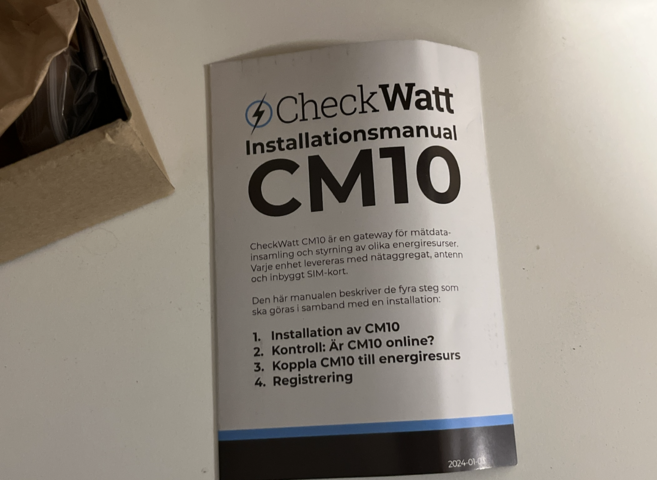 CheckWatt
Installationsmanual
CM10
CheckWatt CM10 är en gateway för mätdata-
insamling och styrning av olika energiresurser.
Varje enhet levereras med nätaggregat, antenn
och inbyggt SIM-kort.
Den här manualen beskriver de fyra steg som
ska göras i samband med en installation:
1. Installation av CM10
2. Kontroll: Är CM10 online?
3. Koppla CM10 till energiresurs
4. Registrering